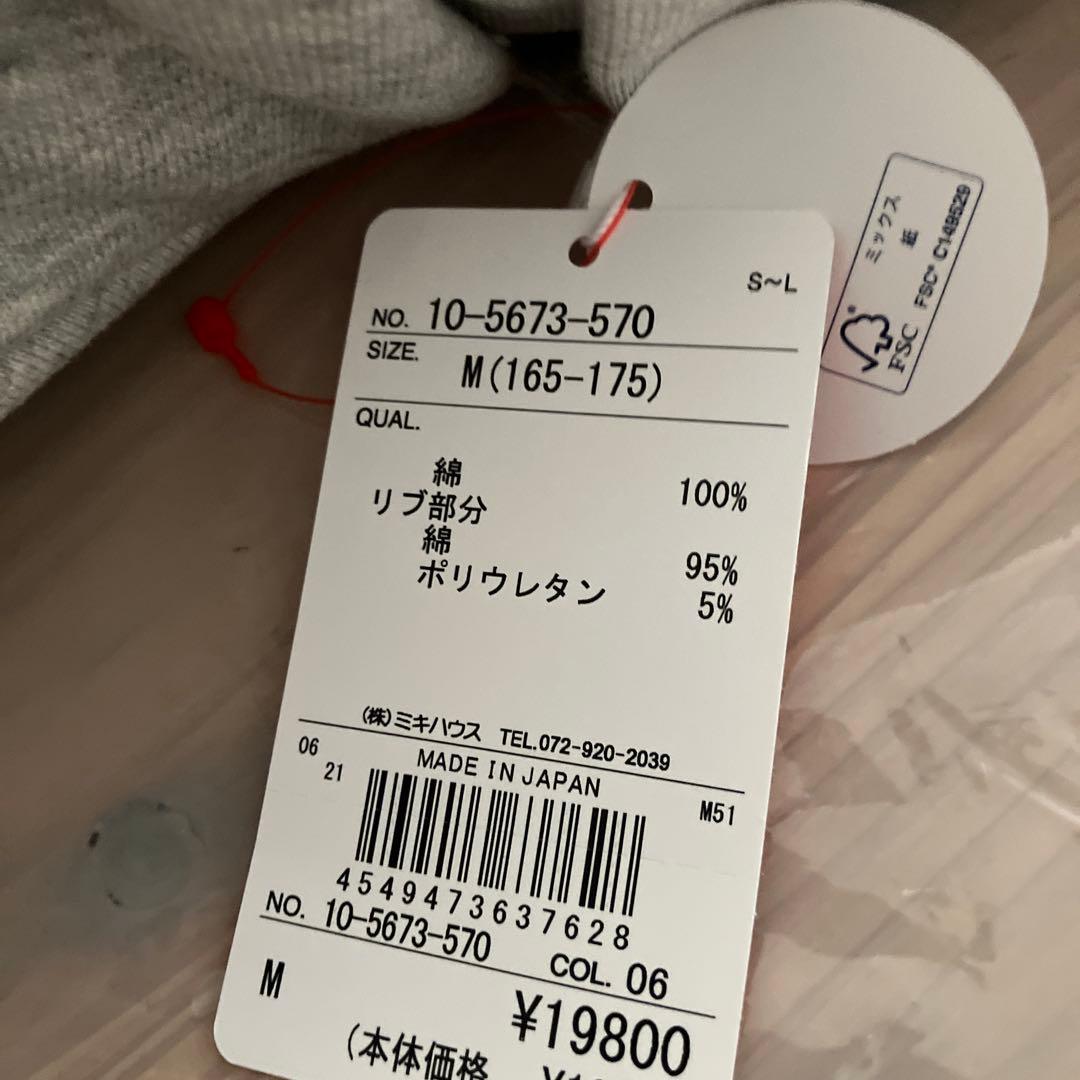 S～L
NO. 10-5673-570
SIZE. M(165-175)
QUAL.
綿 100%
リブ部分
綿 95%
ポリウレタン 5%
(株)ミキハウス TEL.072-920-2039
06
21
MADE IN JAPAN
M51
4549473637628
NO. 10-5673-570
COL. 06
M
¥19800
(本体価格
ミックス
紙
FSC® C149529
FSC